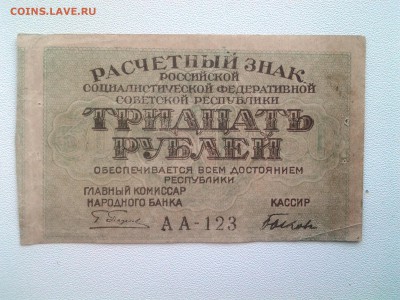 COINS.LAVE.RU
РАСЧЕТНЫЙ ЗНАК
РОССИЙСКОЙ
СОЦИАЛИСТИЧЕСКОЙ ФЕДЕРАТИВНОЙ
СОВЕТСКОЙ РЕСПУБЛИКИ
ТРИДЦАТЬ
РУБЛЕЙ
ОБЕСПЕЧИВАЕТСЯ ВСЕМ ДОСТОЯНИЕМ
РЕСПУБЛИКИ
ГЛАВНЫЙ КОМИССАР
НАРОДНОГО БАНКА
КАССИР
АА-123